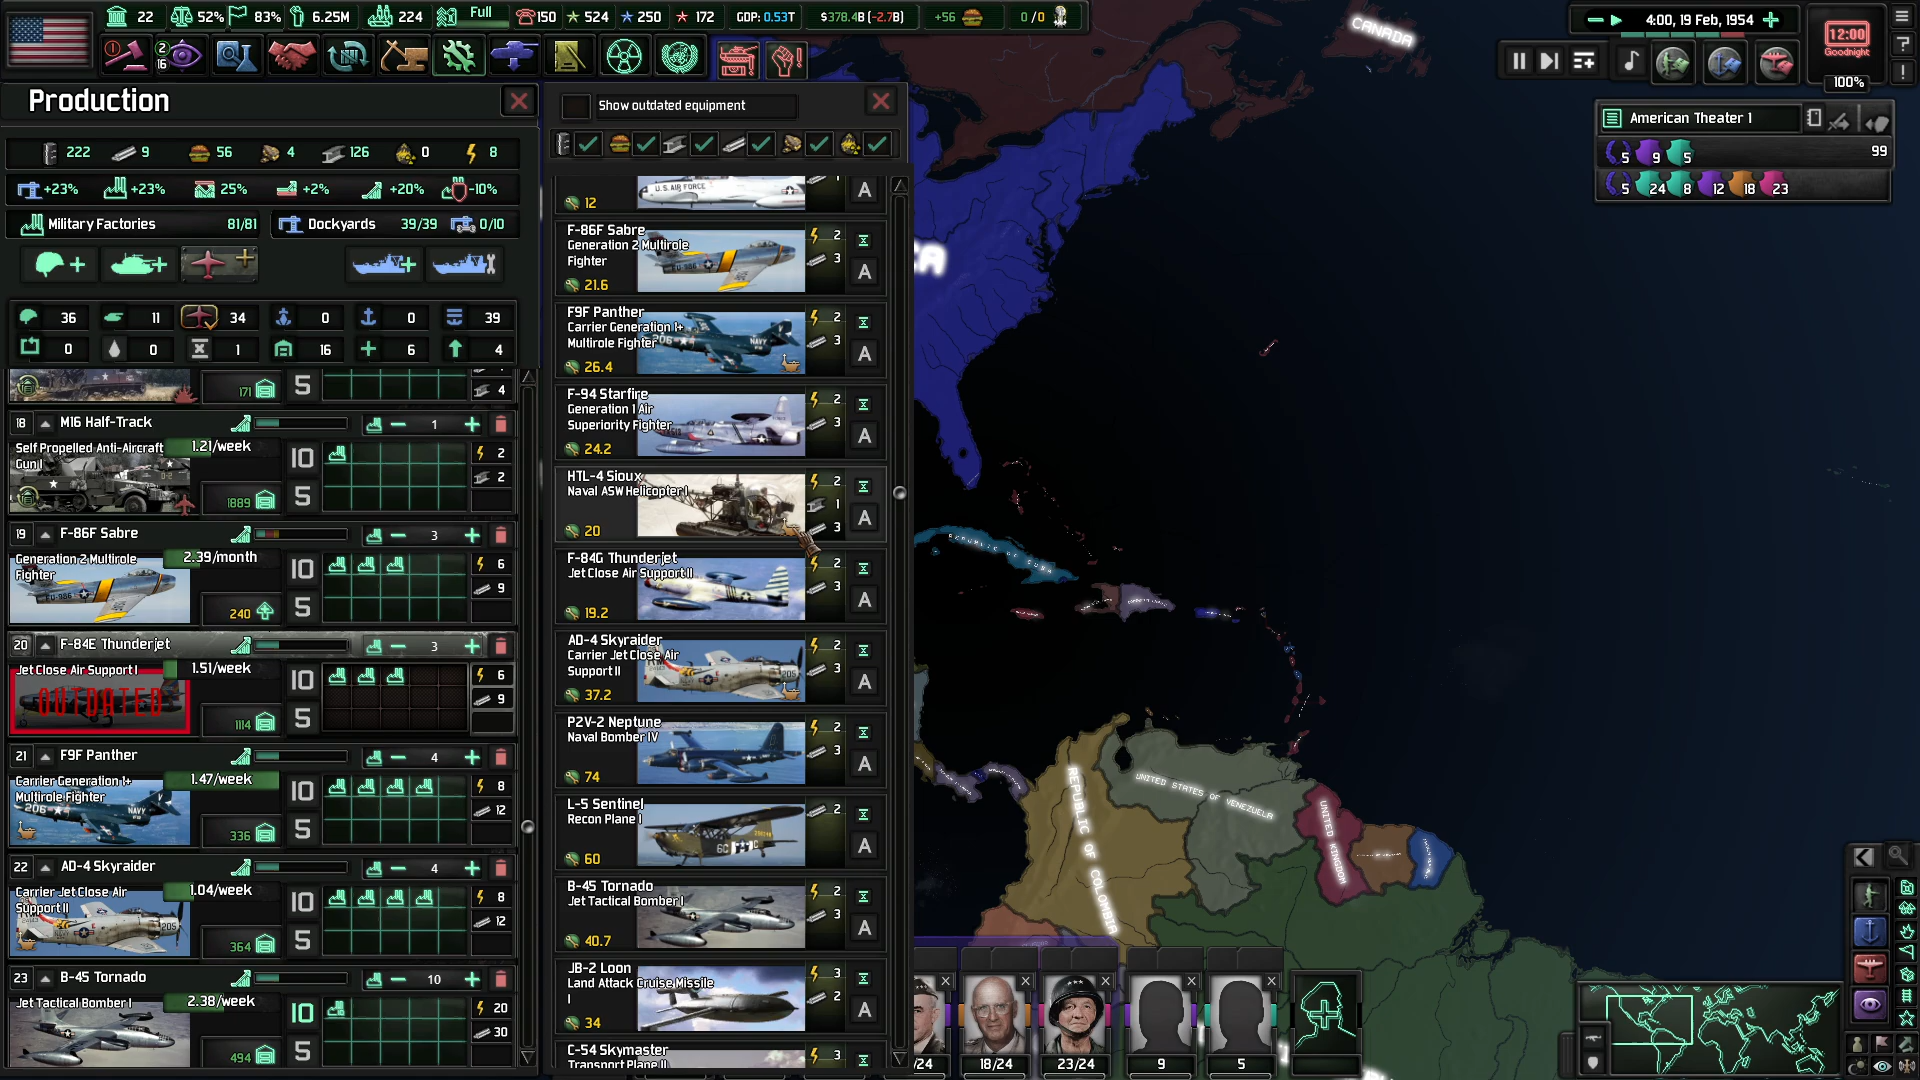 22
52%
83%
6.25M
224
Full
150
524
250
172
GDP: 0.53T
$378.4B (-2.7B)
+56
0 / 0
4:00, 19 Feb, 1954
12:00
Goodnight
100%
2
16
Production
Show outdated equipment
222
9
56
4
126
0
8
+23%
+23%
25%
+2%
+20%
-10%
Military Factories
81/81
Dockyards
39/39
0/10
36
11
34
0
0
39
0
0
1
16
6
4
171
5
4
18
M16 Half-Track
1
Self Propelled Anti-Aircraft
Gun I
1.21/week
10
5
1889
2
2
19
F-86F Sabre
3
Generation 2 Multirole
Fighter
2.39/month
10
5
240
6
9
20
F-84E Thunderjet
3
Jet Close Air Support I
1.51/week
OUTDATED
10
5
1114
6
9
21
F9F Panther
4
Carrier Generation 1+
Multirole Fighter
1.47/week
10
5
336
8
12
22
AD-4 Skyraider
4
Carrier Jet Close Air
Support II
1.04/week
10
5
364
8
12
23
B-45 Tornado
10
Jet Tactical Bomber I
2.38/week
10
5
494
20
30
U.S. AIR FORCE
12
A
F-86F Sabre
Generation 2 Multirole
Fighter
21.6
2
3
A
F9F Panther
Carrier Generation 1+
Multirole Fighter
26.4
2
3
A
F-94 Starfire
Generation 1 Air
Superiority Fighter
24.2
2
3
A
HTL-4 Sioux
Naval ASW Helicopter I
20
2
1
3
A
F-84G Thunderjet
Jet Close Air Support II
19.2
2
3
A
AD-4 Skyraider
Carrier Jet Close Air
Support II
37.2
2
3
A
P2V-2 Neptune
Naval Bomber IV
74
2
3
A
L-5 Sentinel
Recon Plane I
60
2
A
B-45 Tornado
Jet Tactical Bomber I
40.7
2
3
A
JB-2 Loon
Land Attack Cruise Missile
I
34
3
2
A
C-54 Skymaster
Transport Plane II
3
American Theater 1
5
9
5
99
5
24
8
12
18
23
CANADA
REPUBLIC OF CUBA
UNITED STATES OF VENEZUELA
REPUBLIC OF COLOMBIA
UNITED KINGDOM
/24
18/24
23/24
9
5